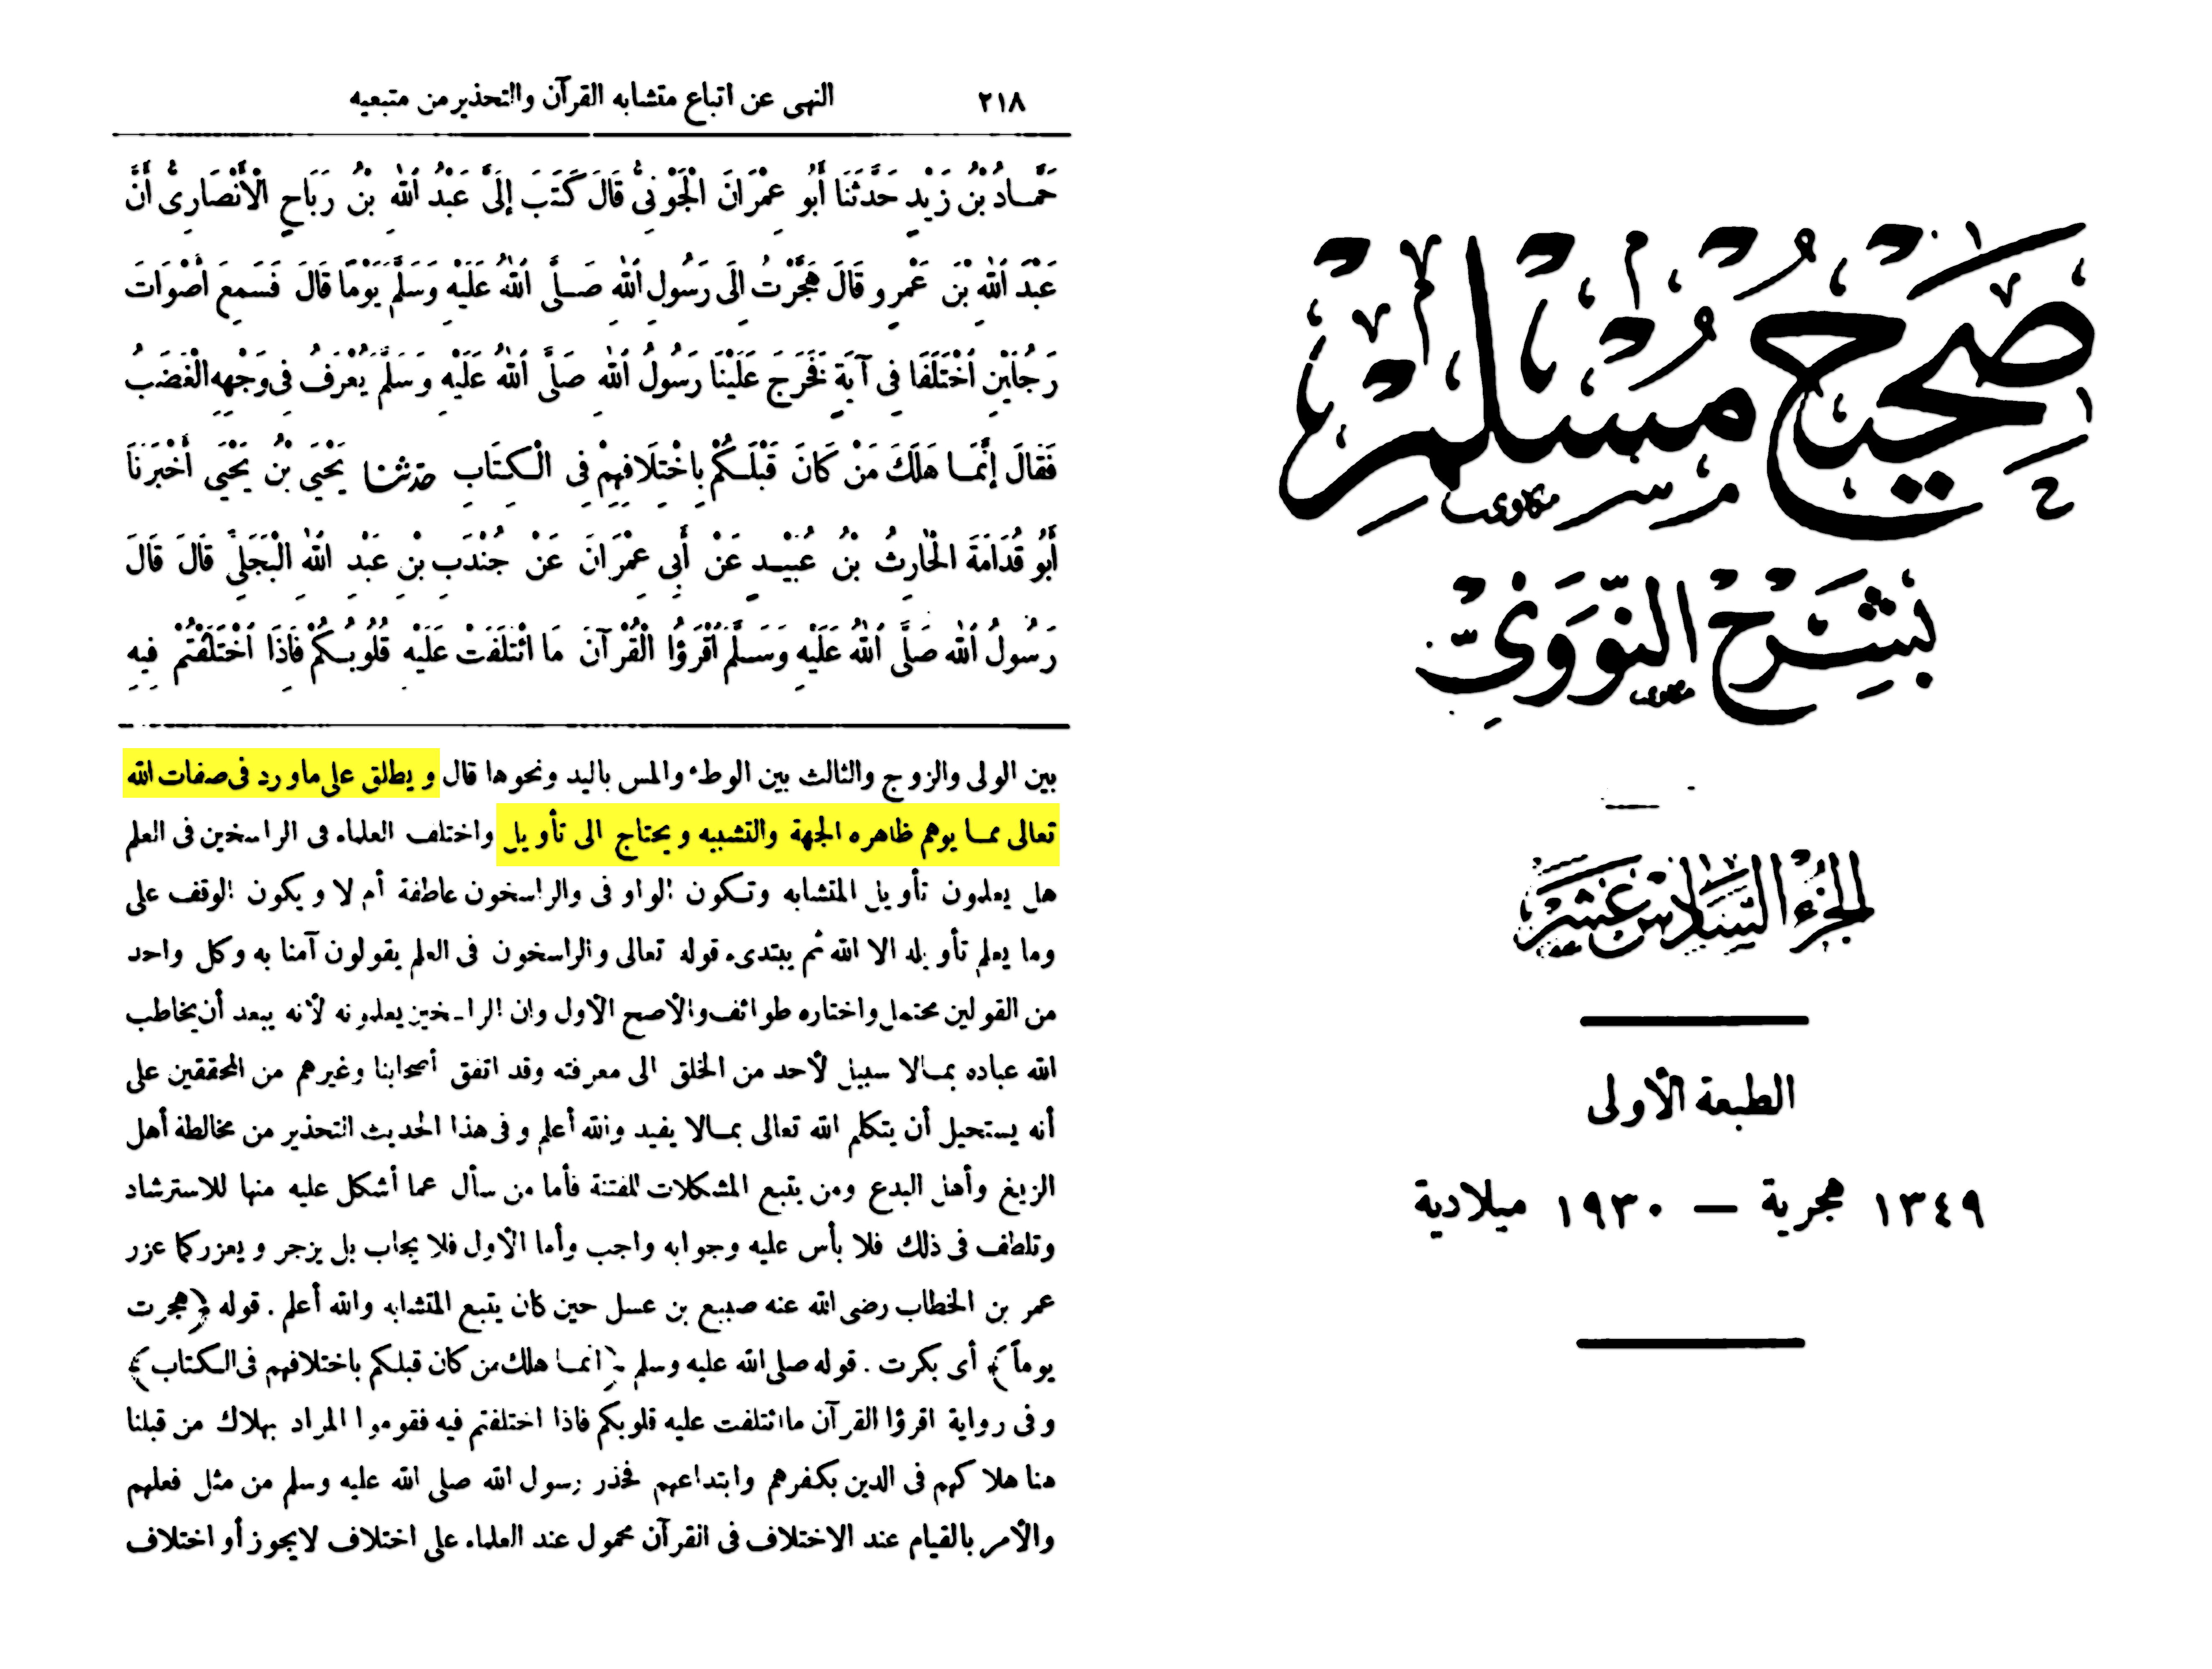 صَحِيحُ مُسْلِمٍ
بِشَرْحِ النَّوَوِيِّ
الجزء السادس عشر
الطبعة الأولى
١٣٤٩ هجرية — ١٩٣٠ ميلادية
٢١٨ النهى عن اتباع متشابه القرآن والتحذير من متبعيه
حَمَّادُ بْنُ زَيْدٍ حَدَّثَنَا أَبُو عِمْرَانَ الْجَوْنِىُّ قَالَ كَتَبَ إِلَىَّ عَبْدُ اللهِ بْنُ رَبَاحٍ الْأَنْصَارِىُّ أَنَّ
عَبْدَ اللهِ بْنَ عَمْرٍو قَالَ هَجَّرْتُ إِلَى رَسُولِ اللهِ صَلَّى اللهُ عَلَيْهِ وَسَلَّمَ يَوْمًا قَالَ فَسَمِعَ أَصْوَاتَ
رَجُلَيْنِ اخْتَلَفَا فِى آيَةٍ فَخَرَجَ عَلَيْنَا رَسُولُ اللهِ صَلَّى اللهُ عَلَيْهِ وَسَلَّمَ يُعْرَفُ فِى وَجْهِهِ الْغَضَبُ
فَقَالَ إِنَّمَا هَلَكَ مَنْ كَانَ قَبْلَكُمْ بِاخْتِلَافِهِمْ فِى الْكِتَابِ حدثنا يَحْيَى بْنُ يَحْيَى أَخْبَرَنَا
أَبُو قُدَامَةَ الْحَارِثُ بْنُ عُبَيْدٍ عَنْ أَبِى عِمْرَانَ عَنْ جُنْدَبِ بْنِ عَبْدِ اللهِ الْبَجَلِىِّ قَالَ قَالَ
رَسُولُ اللهِ صَلَّى اللهُ عَلَيْهِ وَسَلَّمَ اقْرَؤُا الْقُرْآنَ مَا ائْتَلَفَتْ عَلَيْهِ قُلُوبُكُمْ فَإِذَا اخْتَلَفْتُمْ فِيهِ
بين الولى والزوج والثالث بين الوطء والمس باليد ونحوها قال ويطلق على ماورد فى صفات الله
تعالى مما يوهم ظاهره الجهة والتشبيه ويحتاج الى تأويل واختلف العلماء فى الراسخين فى العلم
هل يعلمون تأويل المتشابه وتكون الواو فى والراسخون عاطفة أم لا ويكون الوقف على
وما يعلم تأويله الا الله ثم يبتدىء قوله تعالى والراسخون فى العلم يقولون آمنا به وكل واحد
من القولين محتمل واختاره طوائف والأصح الأول وان الراسخين يعلمونه لأنه يبعد أن يخاطب
الله عباده بمالا سبيل لأحد من الخلق الى معرفته وقد اتفق أصحابنا وغيرهم من المحققين على
أنه يستحيل أن يتكلم الله تعالى بمالا يفيد والله أعلم وفى هذا الحديث التحذير من مخالطة أهل
الزيغ وأهل البدع ومن يتبع المشكلات للفتنة فأما من سأل عما أشكل عليه منها للاسترشاد
وتلطف فى ذلك فلا بأس عليه وجوابه واجب وأما الأول فلا يجاب بل يزجر ويعزر كما عزر
عمر بن الخطاب رضى الله عنه صبيع بن عسل حين كان يتبع المتشابه والله أعلم . قوله ﴿هجرت
يوماً﴾ أى بكرت . قوله صلى الله عليه وسلم ﴿انما هلك من كان قبلكم باختلافهم فى الكتاب﴾
وفى رواية اقرؤا القرآن ما ائتلفت عليه قلوبكم فاذا اختلفتم فيه فقوموا المراد بهلاك من قبلنا
هنا هلاكهم فى الدين بكفرهم وابتداعهم فحذر رسول الله صلى الله عليه وسلم من مثل فعلهم
والأمر بالقيام عند الاختلاف فى القرآن محمول عند العلماء على اختلاف لايجوز أو اختلاف